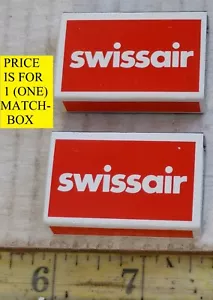 PRICE
IS FOR
1 (ONE)
MATCH-
BOX
swissair
swissair
6 7